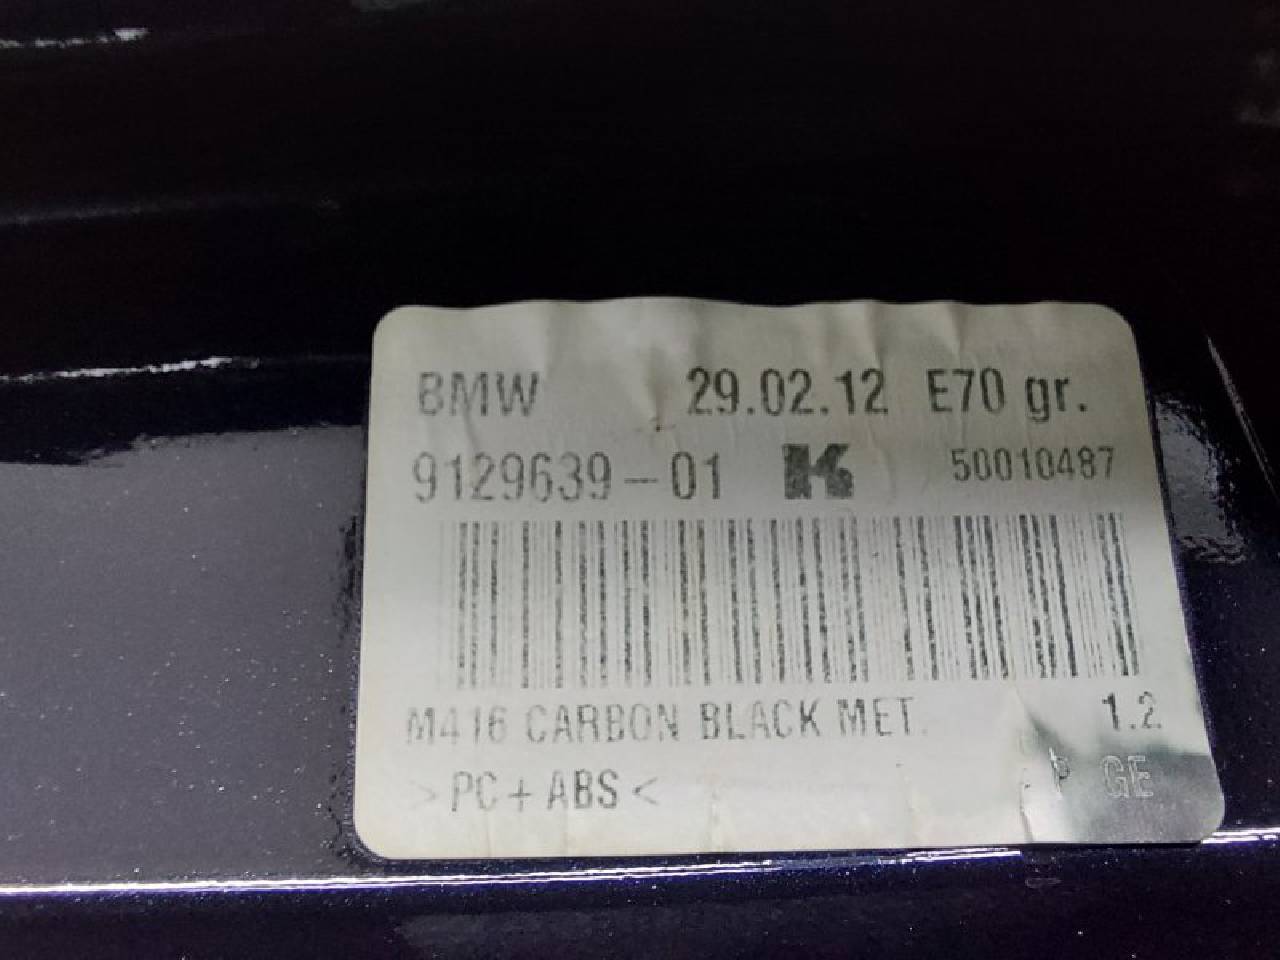 BMW 29.02.12 E70 gr.
9129639-01 K 50010487
M416 CARBON BLACK MET. 1.2
>PC+ABS< P GE